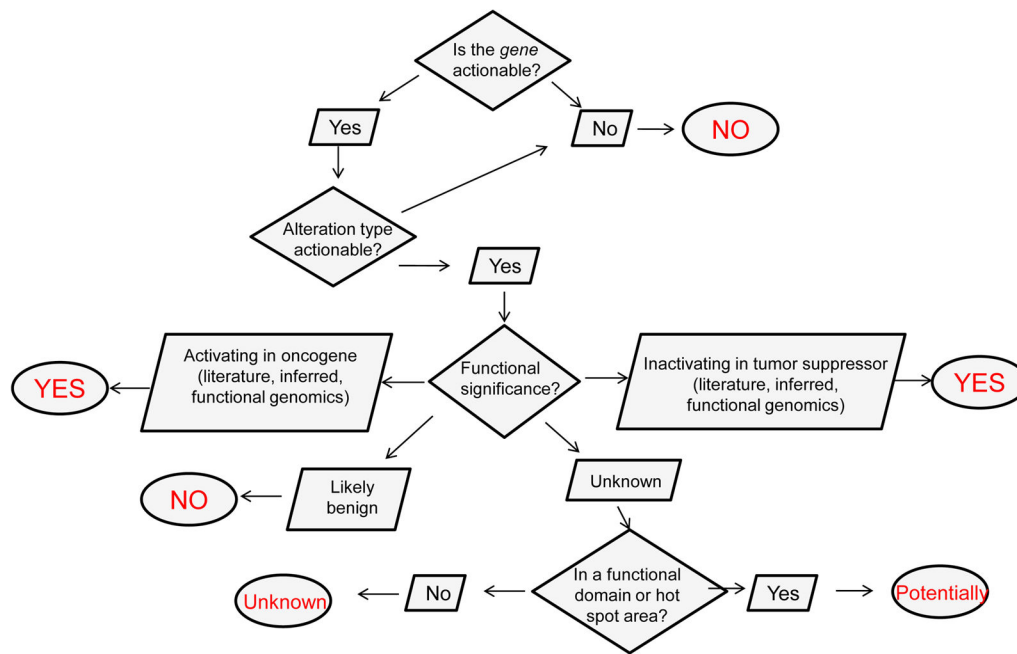 Is the gene
actionable?
Yes
No
NO
Alteration type
actionable?
Yes
YES
Activating in oncogene
(literature, inferred,
functional genomics)
Functional
significance?
Inactivating in tumor suppressor
(literature, inferred,
functional genomics)
YES
NO
Likely
benign
Unknown
Unknown
No
In a functional
domain or hot
spot area?
Yes
Potentially